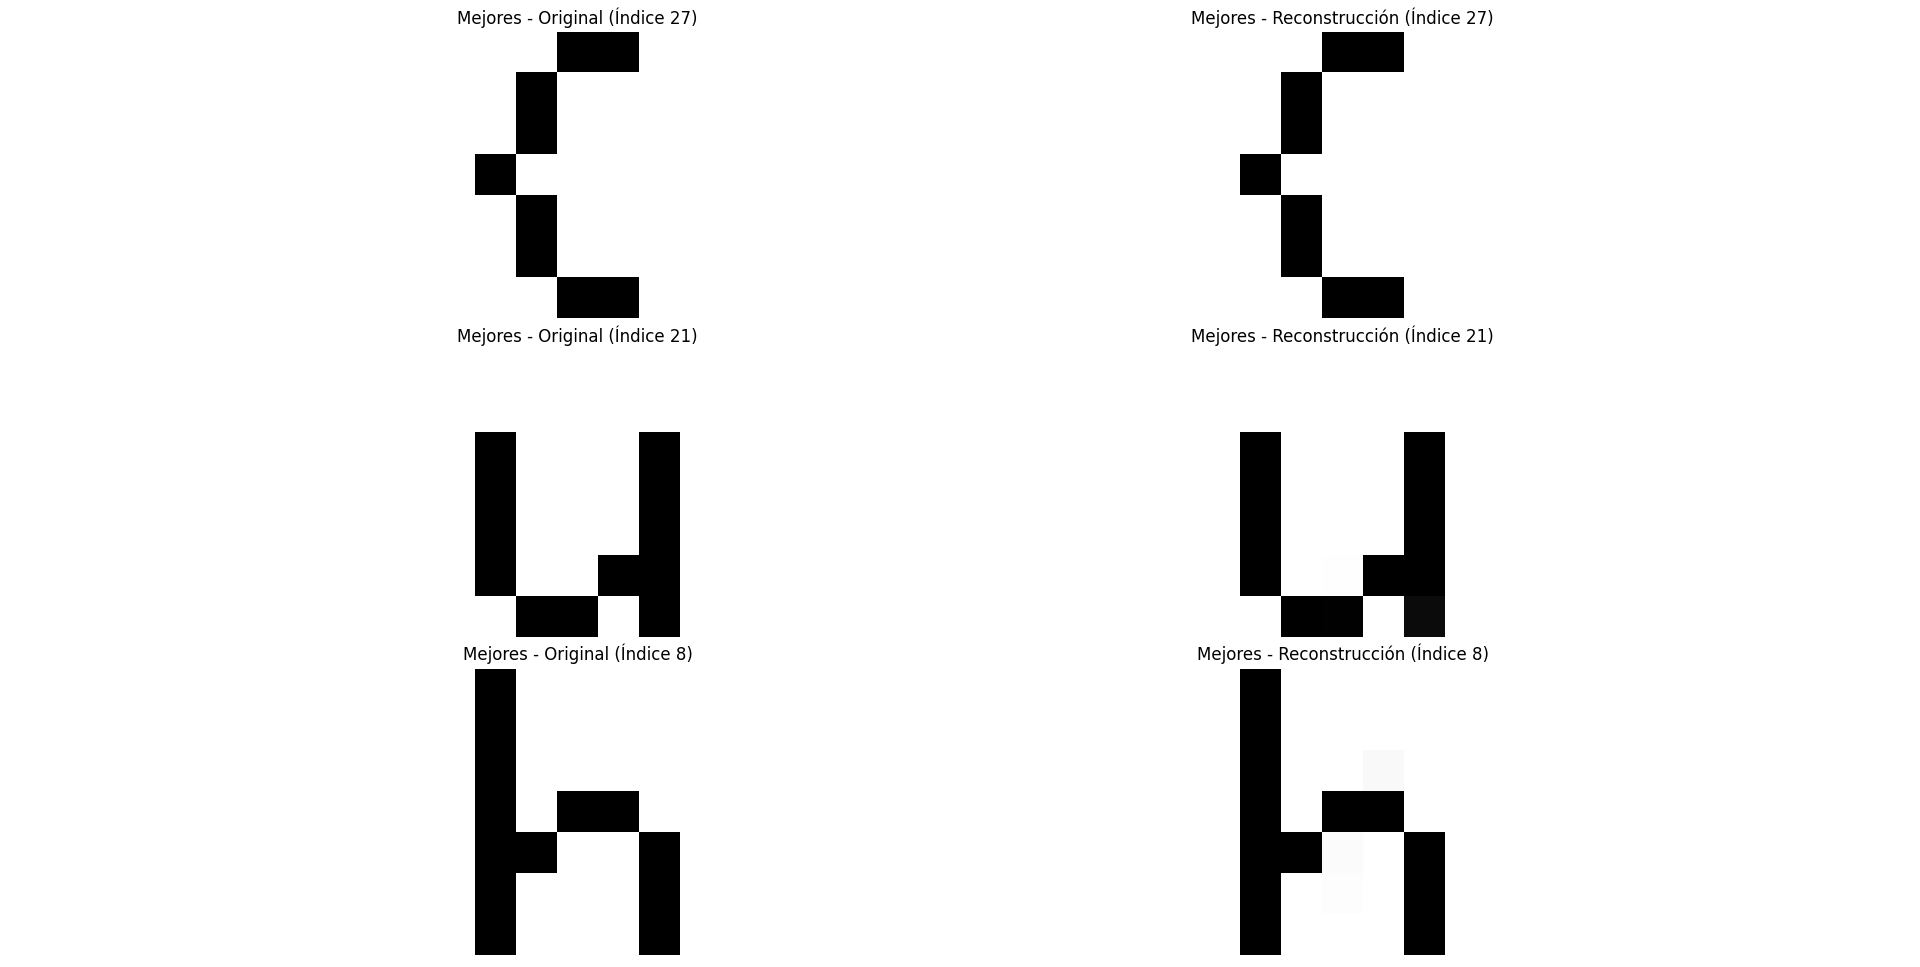 Mejores - Original (Índice 27)
Mejores - Reconstrucción (Índice 27)
{
{
Mejores - Original (Índice 21)
Mejores - Reconstrucción (Índice 21)
u
u
Mejores - Original (Índice 8)
Mejores - Reconstrucción (Índice 8)
h
h